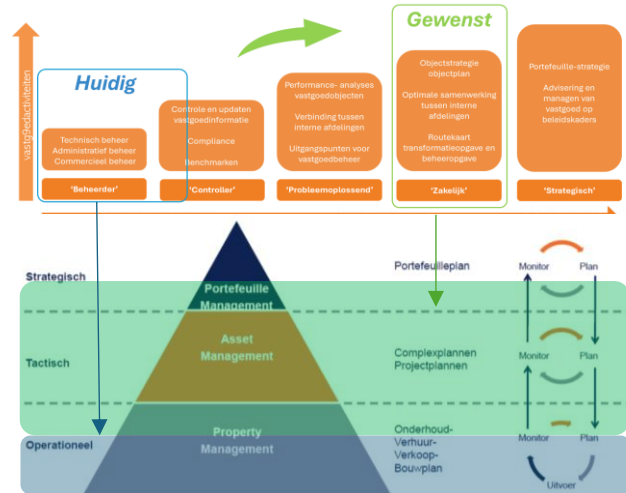 Gewenst
Huidig
vastg9edactiviteiten
Technisch beheer
Administratief beheer
Commercieel beheer
'Beheerder'
Controle en updaten
vastgoedinformatie
Compliance
Benchmarken
'Controller'
Performance- analyses
vastgoedobjecten
Verbinding tussen
interne afdelingen
Uitgangspunten voor
vastgoedbeheer
'Probleemoplossend'
Objectstrategie
objectplan
Optimale samenwerking
tussen interne
afdelingen
Routekaart
transformatieopgave en
beheeropgave
'Zakelijk'
Portefeuille-strategie
Advisering en
managen van
vastgoed op
beleidskaders
'Strategisch'
Strategisch
Portefeuille
Management
Portefeuilleplan
Monitor
Plan
Tactisch
Asset
Management
Complexplannen
Projectplannen
Monitor
Plan
Operationeel
Property
Management
Onderhoud-
Verhuur-
Verkoop-
Bouwplan
Monitor
Plan
Uitvoer